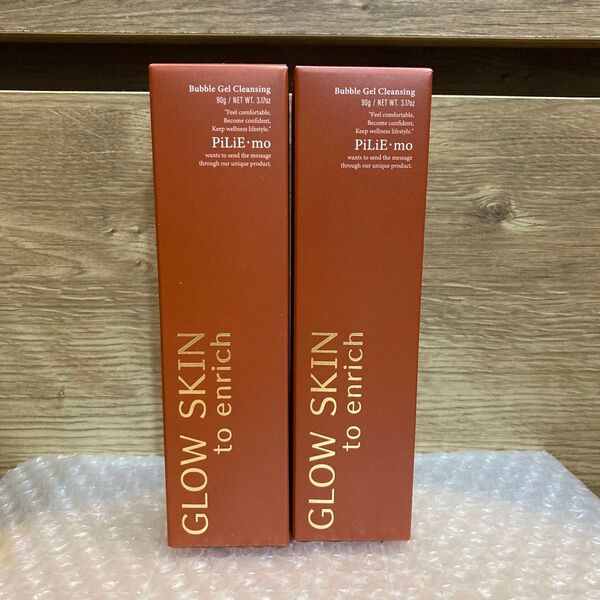 Bubble Gel Cleansing
90g / NET WT. 3.17oz
"Feel comfortable,
Become confident,
Keep wellness lifestyle."
PiLiE・mo
wants to send the message
through our unique product.
GLOW SKIN
to enrich
Bubble Gel Cleansing
90g / NET WT. 3.17oz
"Feel comfortable,
Become confident,
Keep wellness lifestyle."
PiLiE・mo
wants to send the message
through our unique product.
GLOW SKIN
to enrich